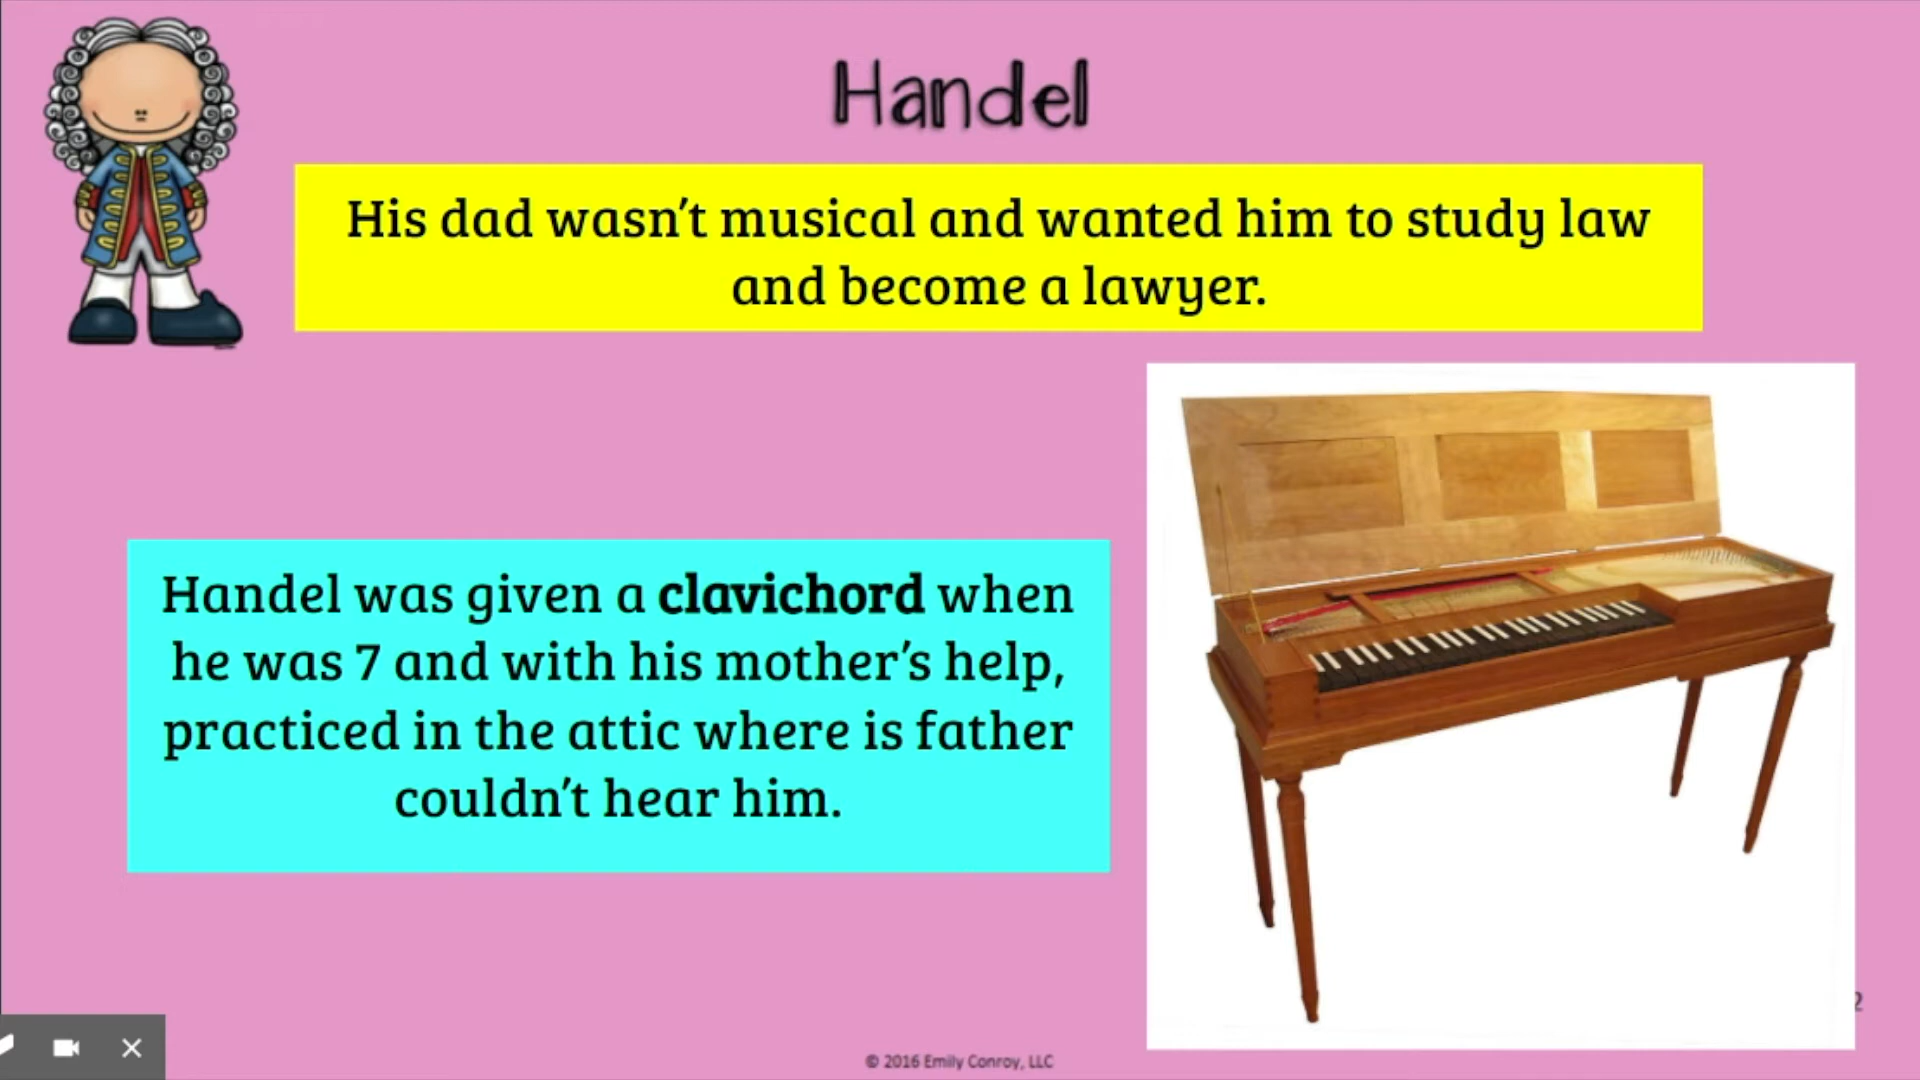 Handel
His dad wasn't musical and wanted him to study law
and become a lawyer.
Handel was given a clavichord when
he was 7 and with his mother's help,
practiced in the attic where is father
couldn't hear him.
2
© 2016 Emily Conroy, LLC